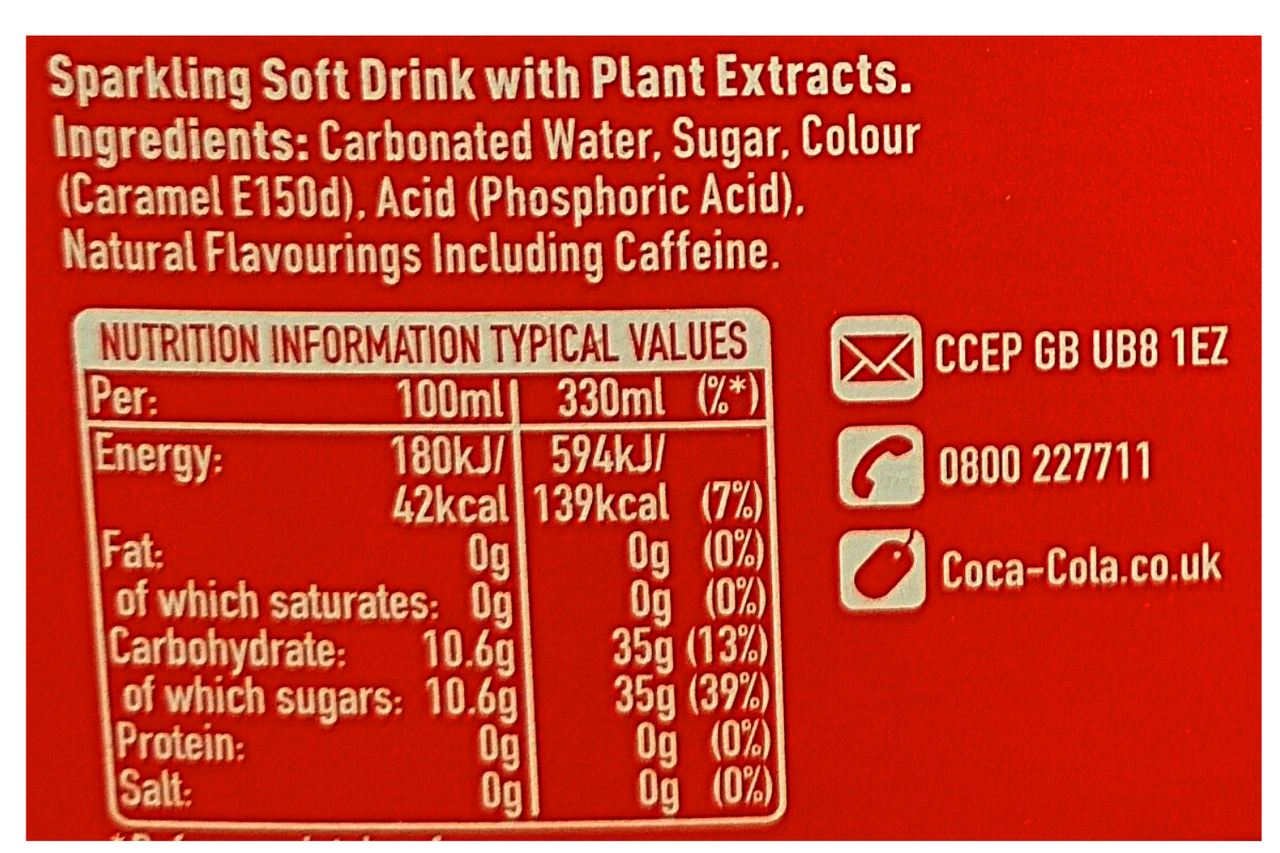 Sparkling Soft Drink with Plant Extracts.
Ingredients: Carbonated Water, Sugar, Colour
(Caramel E150d), Acid (Phosphoric Acid),
Natural Flavourings Including Caffeine.
NUTRITION INFORMATION TYPICAL VALUES
Per: 100ml 330ml (%*)
Energy: 180kJ/ 594kJ/
42kcal 139kcal (7%)
Fat: 0g 0g (0%)
of which saturates: 0g 0g (0%)
Carbohydrate: 10.6g 35g (13%)
of which sugars: 10.6g 35g (39%)
Protein: 0g 0g (0%)
Salt: 0g 0g (0%)
CCEP GB UB8 1EZ
0800 227711
Coca-Cola.co.uk